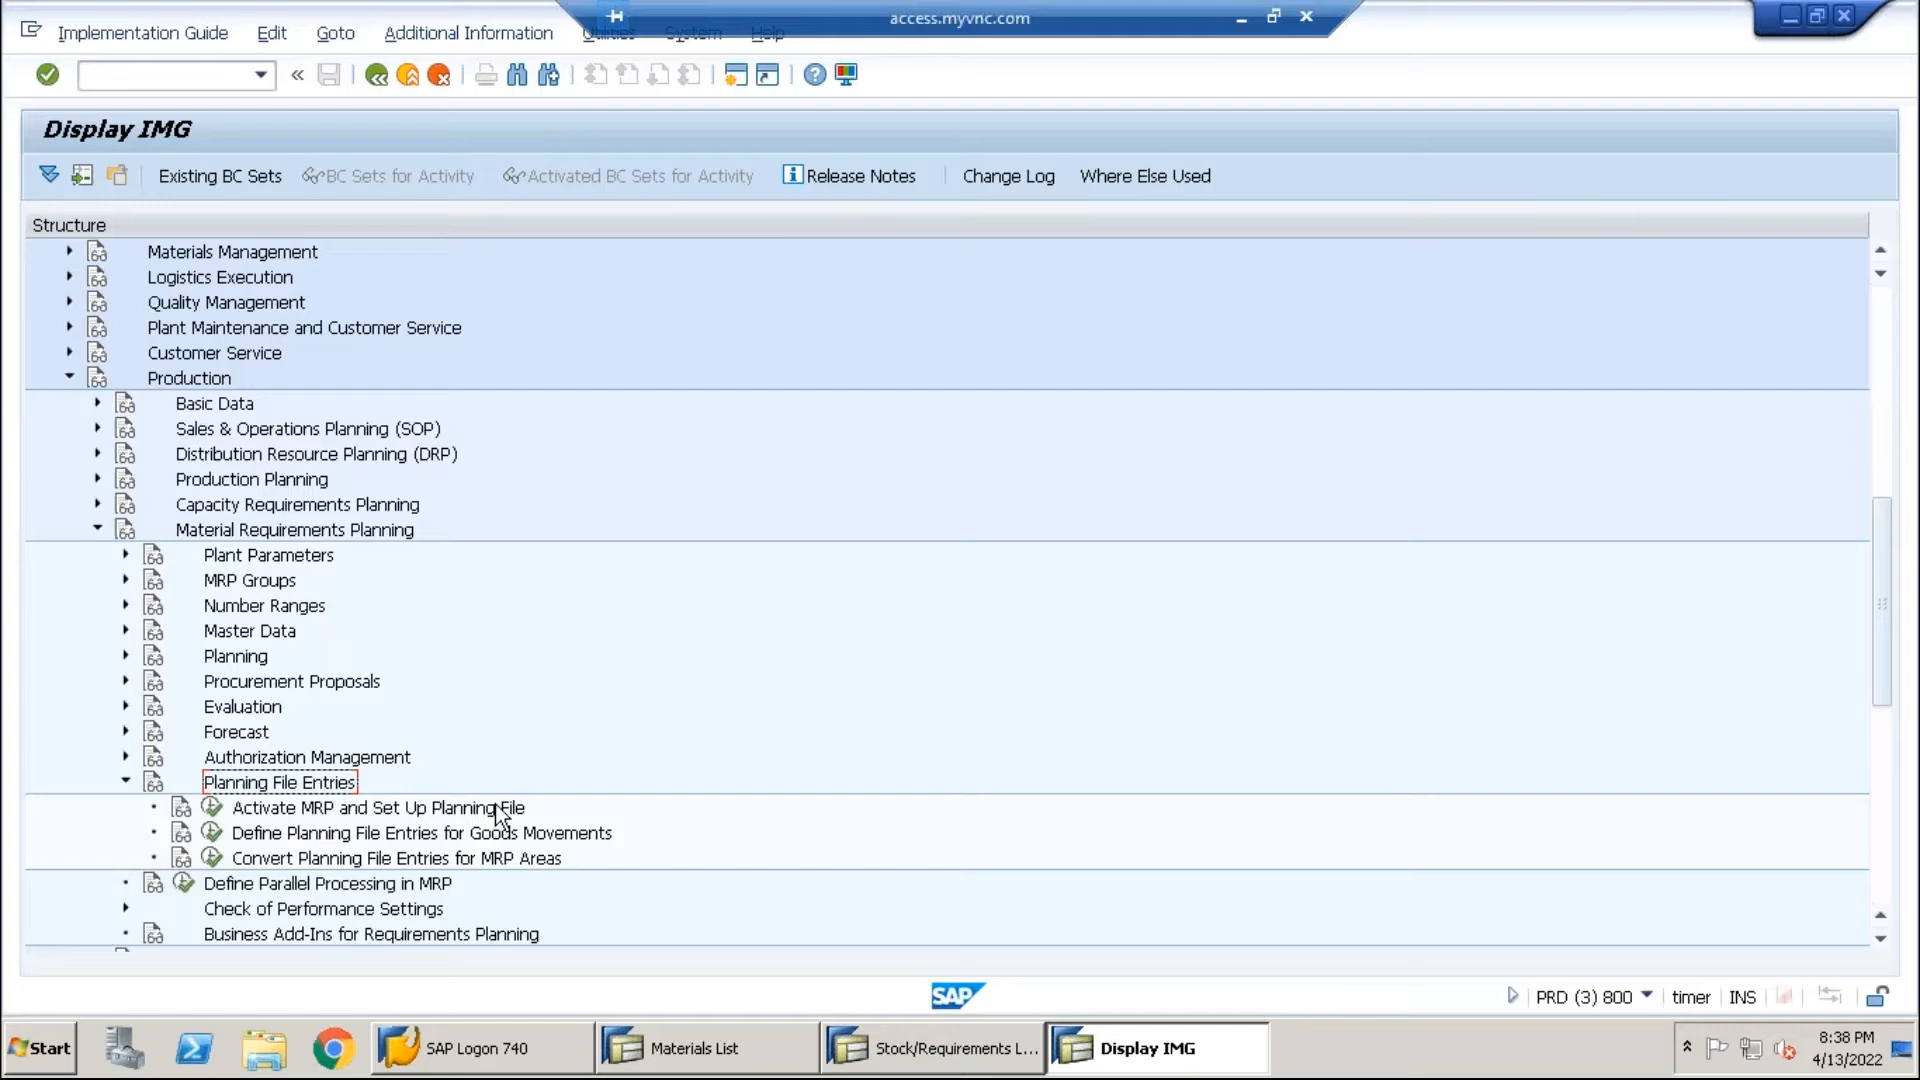 access.myvnc.com
Implementation Guide Edit Goto Additional Information Utilities System Help
Display IMG
Existing BC Sets BC Sets for Activity Activated BC Sets for Activity Release Notes Change Log Where Else Used
Structure
Materials Management
Logistics Execution
Quality Management
Plant Maintenance and Customer Service
Customer Service
Production
Basic Data
Sales & Operations Planning (SOP)
Distribution Resource Planning (DRP)
Production Planning
Capacity Requirements Planning
Material Requirements Planning
Plant Parameters
MRP Groups
Number Ranges
Master Data
Planning
Procurement Proposals
Evaluation
Forecast
Authorization Management
Planning File Entries
Activate MRP and Set Up Planning File
Define Planning File Entries for Goods Movements
Convert Planning File Entries for MRP Areas
Define Parallel Processing in MRP
Check of Performance Settings
Business Add-Ins for Requirements Planning
SAP
PRD (3) 800 timer INS
Start SAP Logon 740 Materials List Stock/Requirements L... Display IMG
8:38 PM
4/13/2022